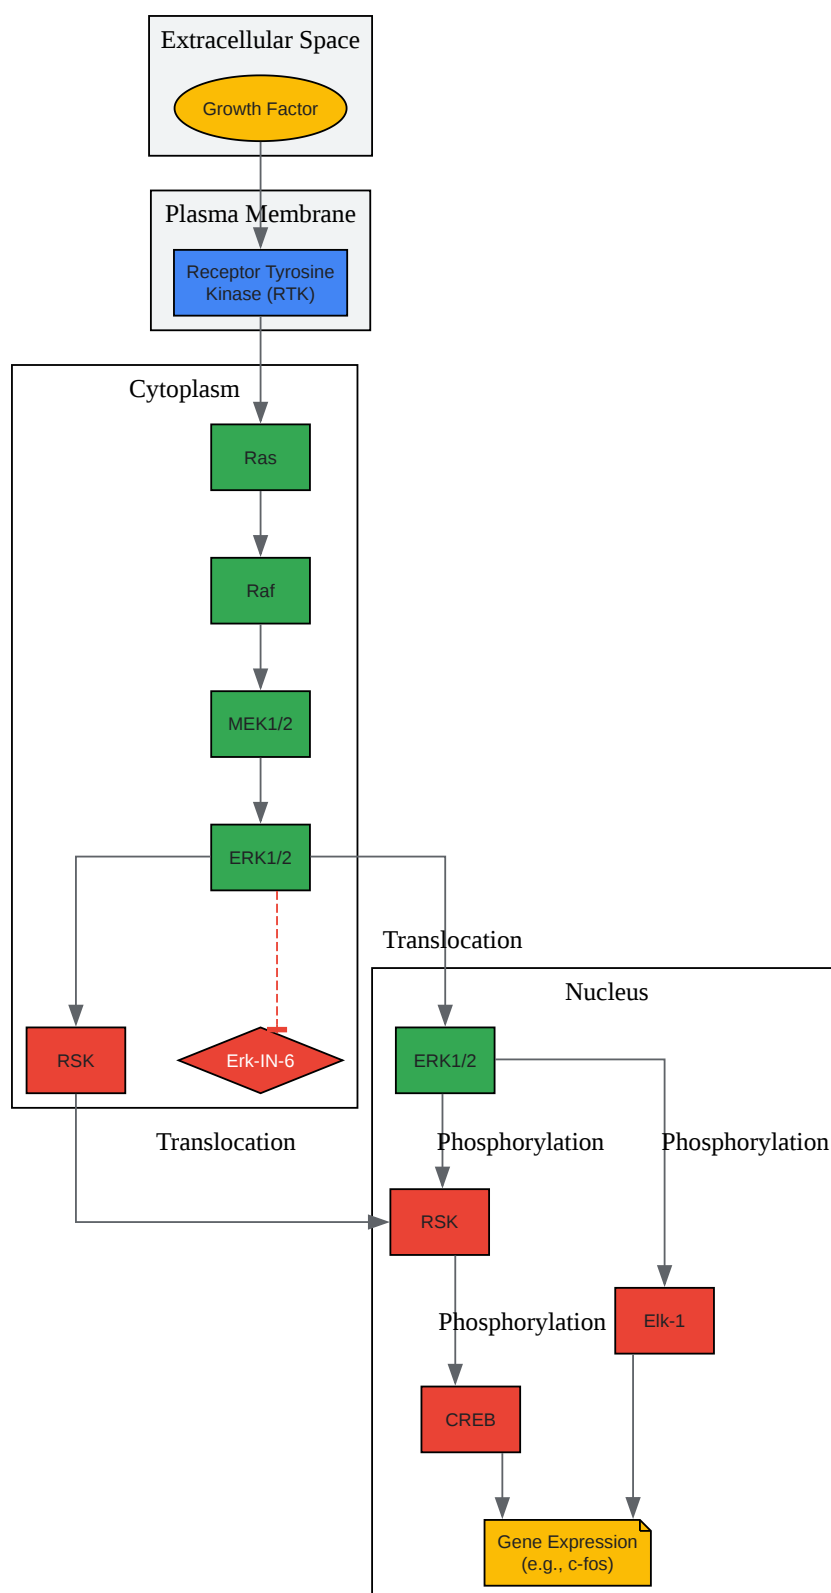 Extracellular Space
Growth Factor
Plasma Membrane
Receptor Tyrosine
Kinase (RTK)
Cytoplasm
Ras
Raf
MEK1/2
ERK1/2
Translocation
Nucleus
RSK
Erk-IN-6
ERK1/2
Translocation
Phosphorylation
Phosphorylation
RSK
Phosphorylation
Elk-1
CREB
Gene Expression
(e.g., c-fos)